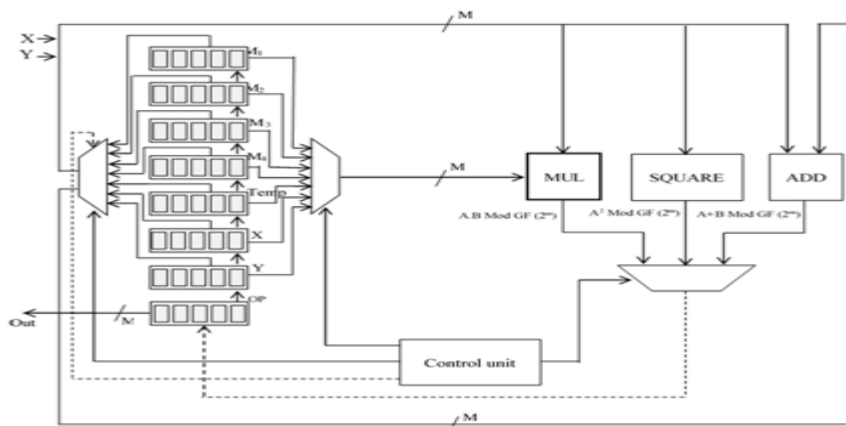 M
X
Y
M₁
M₂
M₃
M₄
Temp
X
Y
OP
M
MUL
SQUARE
ADD
A.B Mod GF (2ᵐ)
A² Mod GF (2ᵐ)
A+B Mod GF (2ᵐ)
Out
M
Control unit
M